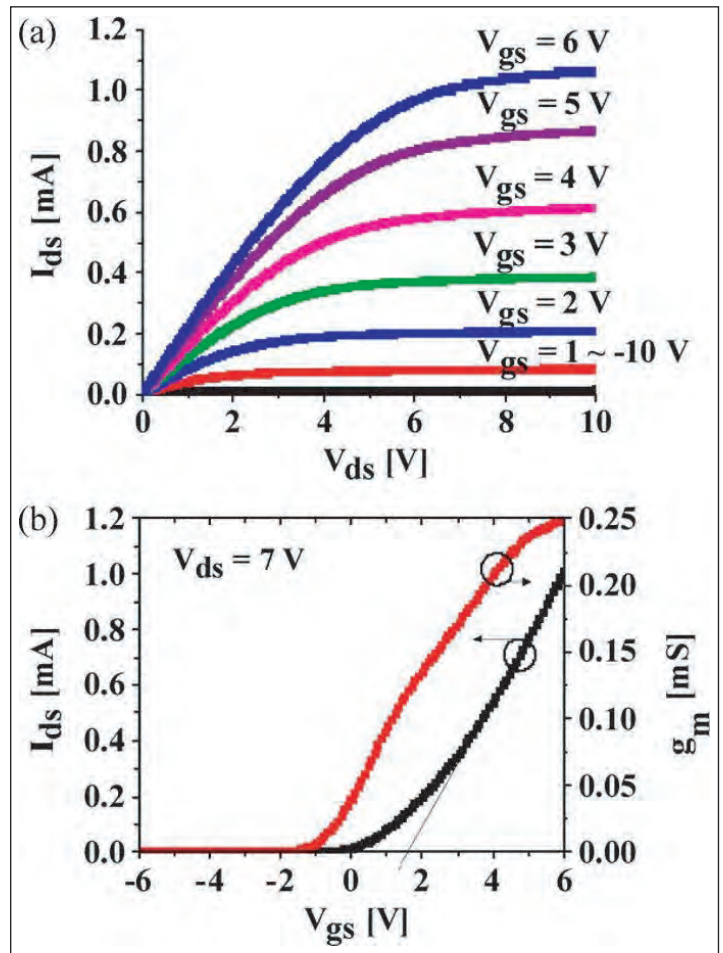 (a)
1.2
1.0
0.8
0.6
0.4
0.2
0.0
I_ds [mA]
V_gs = 6 V
V_gs = 5 V
V_gs = 4 V
V_gs = 3 V
V_gs = 2 V
V_gs = 1 ~ -10 V
0 2 4 6 8 10
V_ds [V]
(b)
1.2
1.0
0.8
0.6
0.4
0.2
0.0
I_ds [mA]
V_ds = 7 V
0.25
0.20
0.15
0.10
0.05
0.00
g_m [mS]
-6 -4 -2 0 2 4 6
V_gs [V]